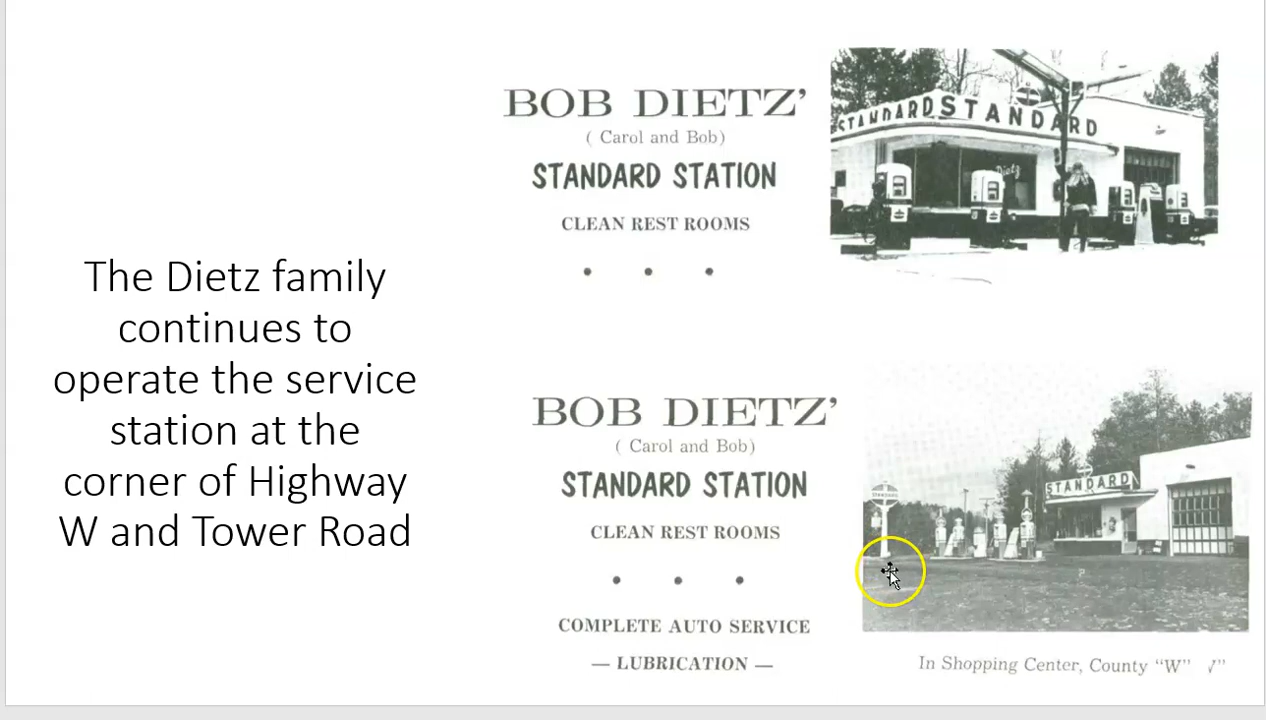 The Dietz family
continues to
operate the service
station at the
corner of Highway
W and Tower Road
BOB DIETZ'
( Carol and Bob)
STANDARD STATION
CLEAN REST ROOMS
STANDARD STANDARD
Dietz
BOB DIETZ'
( Carol and Bob)
STANDARD STATION
CLEAN REST ROOMS
COMPLETE AUTO SERVICE
— LUBRICATION —
STANDARD
STANDARD
In Shopping Center, County "W"